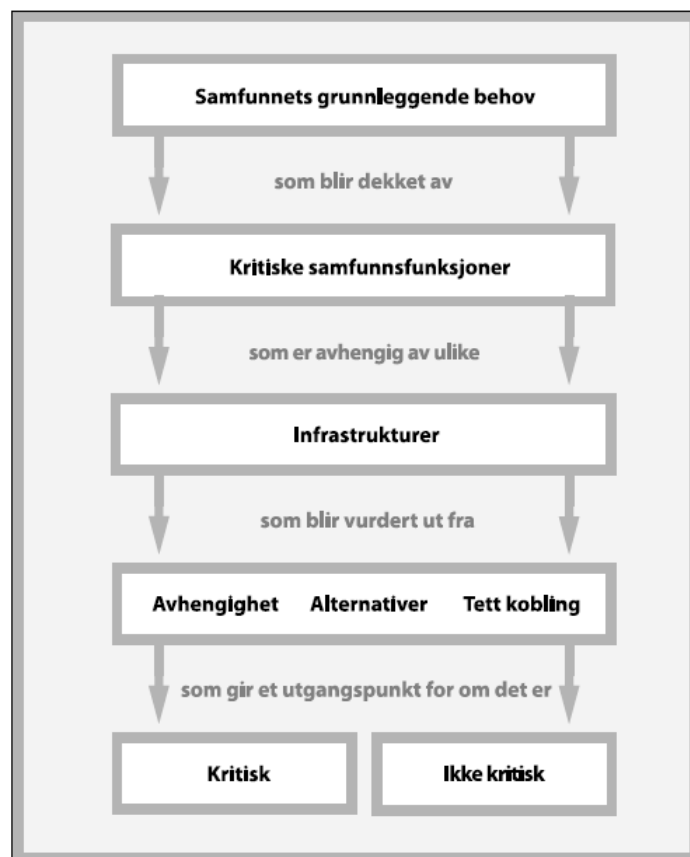 Samfunnets grunnleggende behov
som blir dekket av
Kritiske samfunnsfunksjoner
som er avhengig av ulike
Infrastrukturer
som blir vurdert ut fra
Avhengighet Alternativer Tett kobling
som gir et utgangspunkt for om det er
Kritisk Ikke kritisk